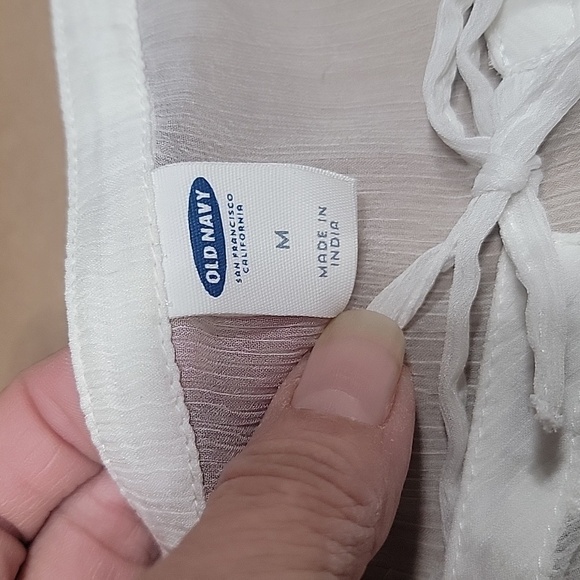 OLD NAVY
SAN FRANCISCO
CALIFORNIA
M
MADE IN
INDIA